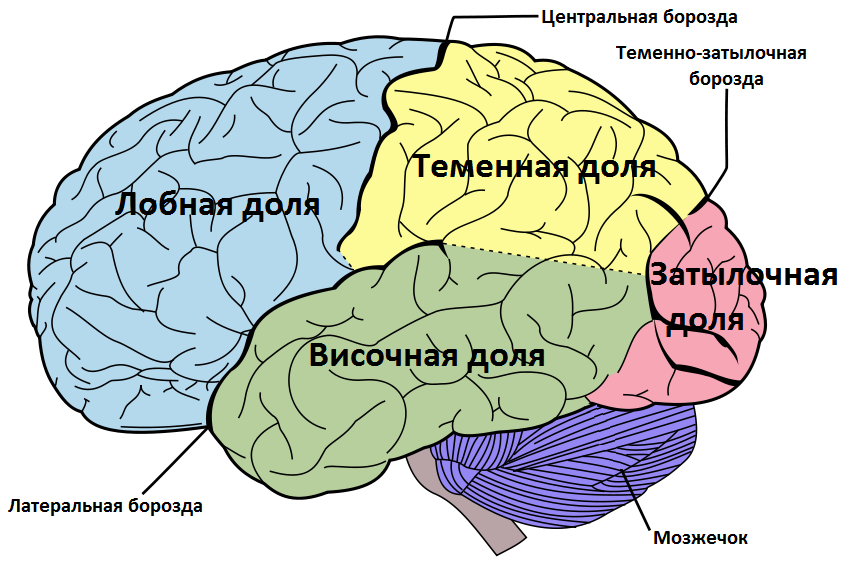 Центральная борозда
Теменно-затылочная
борозда
Теменная доля
Лобная доля
Затылочная
доля
Височная доля
Латеральная борозда
Мозжечок